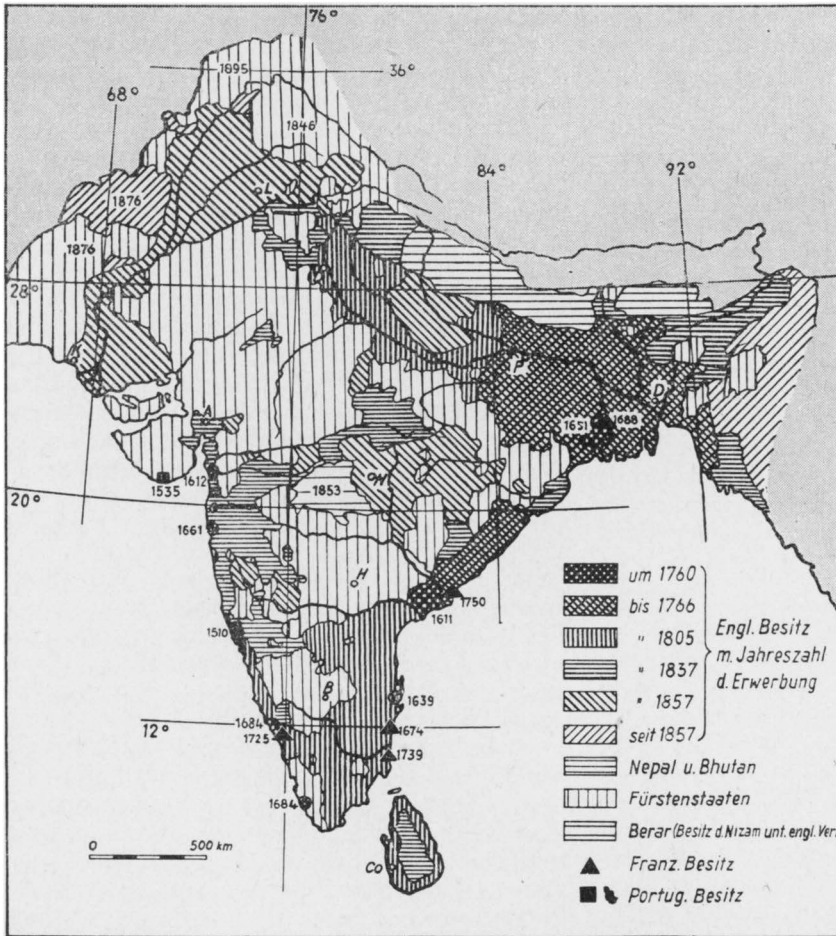 76°
1895
36°
68°
1846
84°
92°
L
1876
1876
28°
P
D
A
1651
1688
1612
N
20°
1535
1853
1661
H
1750
1611
1510
B
1639
1684
12°
1674
1725
1739
1684
0 500 km
Co
um 1760
bis 1766
" 1805
" 1837
" 1857
seit 1857
Engl. Besitz
m. Jahreszahl
d. Erwerbung
Nepal u. Bhutan
Fürstenstaaten
Berar (Besitz d. Nizam unt. engl. Ver
Franz. Besitz
Portug. Besitz